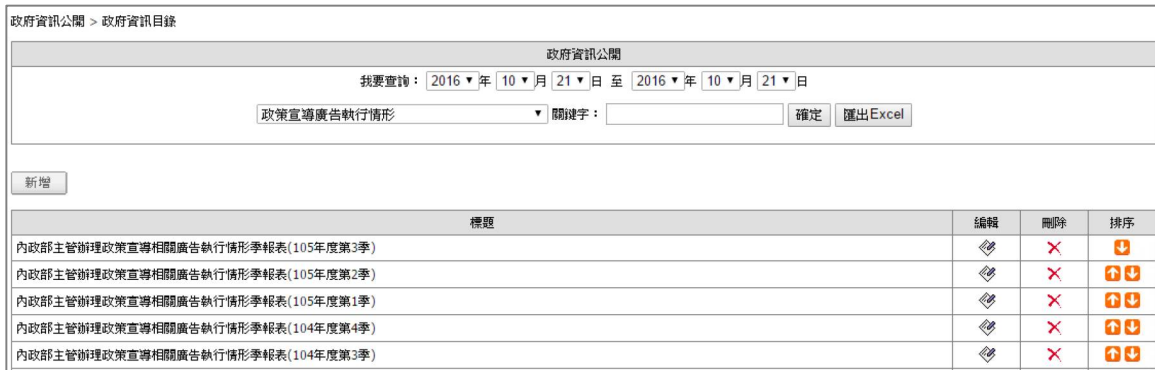 政府資訊公開 > 政府資訊目錄
政府資訊公開
我要查詢： 2016 年 10 月 21 日 至 2016 年 10 月 21 日
政策宣導廣告執行情形 關鍵字： 確定 匯出Excel
新增
標題 編輯 刪除 排序
內政部主管辦理政策宣導相關廣告執行情形季報表(105年度第3季)
內政部主管辦理政策宣導相關廣告執行情形季報表(105年度第2季)
內政部主管辦理政策宣導相關廣告執行情形季報表(105年度第1季)
內政部主管辦理政策宣導相關廣告執行情形季報表(104年度第4季)
內政部主管辦理政策宣導相關廣告執行情形季報表(104年度第3季)